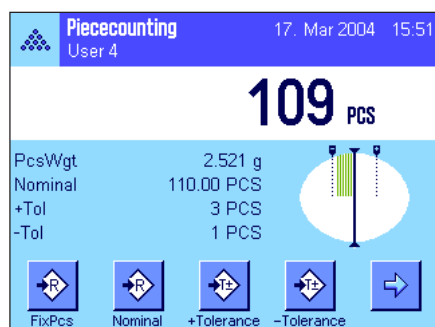 Piececounting 17. Mar 2004 15:51
User 4
109 PCS
PcsWgt 2.521 g
Nominal 110.00 PCS
+Tol 3 PCS
-Tol 1 PCS
R R T± T±
FixPcs Nominal +Tolerance -Tolerance